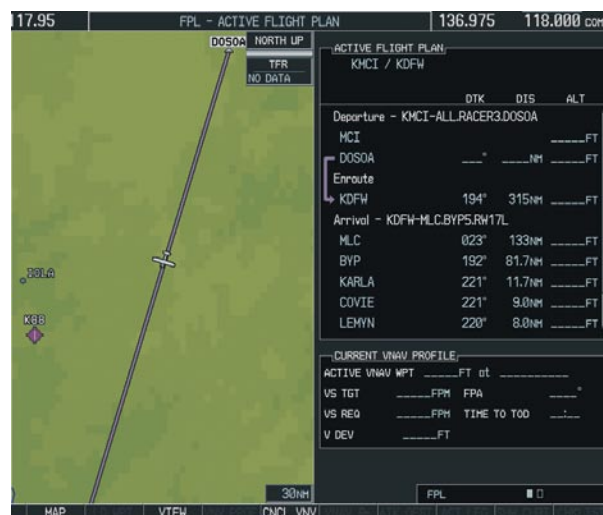 117.95 FPL - ACTIVE FLIGHT PLAN 136.975 118.000 COM
DOSOA
NORTH UP
TFR
NO DATA
IOLA
K88
30NM
ACTIVE FLIGHT PLAN
KMCI / KDFW
DTK DIS ALT
Departure - KMCI-ALL.RACER3.DOSOA
MCI _____FT
DOSOA ___° ____NM _____FT
Enroute
KDFW 194° 315NM _____FT
Arrival - KDFW-MLC.BYP5.RW17L
MLC 023° 133NM _____FT
BYP 192° 81.7NM _____FT
KARLA 221° 11.7NM _____FT
COVIE 221° 9.0NM _____FT
LEMYN 220° 8.0NM _____FT
CURRENT VNAV PROFILE
ACTIVE VNAV WPT _____FT at __________
VS TGT _____FPM FPA ____°
VS REQ _____FPM TIME TO TOD __:__
V DEV _____FT
FPL
MAP VIEW CNCL VNV